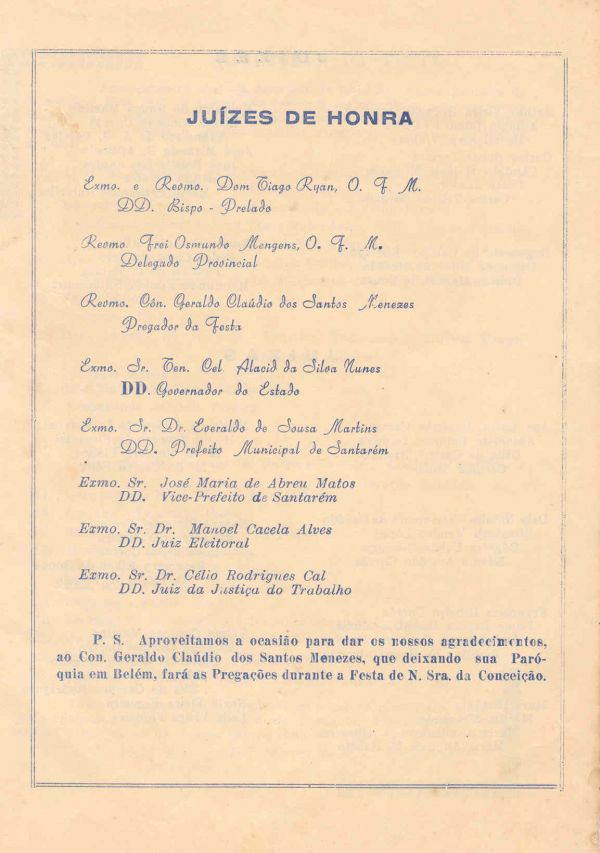 JUÍZES DE HONRA
Exmo. e Revmo. Dom Tiago Ryan, O. F. M.
DD. Bispo - Prelado
Revmo. Frei Osmundo Mengens, O. F. M.
Delegado Provincial
Revmo. Côn. Geraldo Claúdio dos Santos Menezes
Pregador da Festa
Exmo. Sr. Ten. Cel. Alacid da Silva Nunes
DD. Governador do Estado
Exmo. Sr. Dr. Everaldo de Sousa Martins
DD. Prefeito Municipal de Santarém
Exmo. Sr. José Maria de Abreu Matos
DD. Vice-Prefeito de Santarém
Exmo. Sr. Dr. Manoel Cacela Alves
DD. Juiz Eleitoral
Exmo. Sr. Dr. Célio Rodrigues Cal
DD. Juiz da Justiça do Trabalho
P. S. Aproveitamos a ocasião para dar os nossos agradecimentos,
ao Con. Geraldo Claúdio dos Santos Menezes, que deixando sua Paró-
quia em Belém, fará as Pregações durante a Festa de N. Sra. da Conceição.